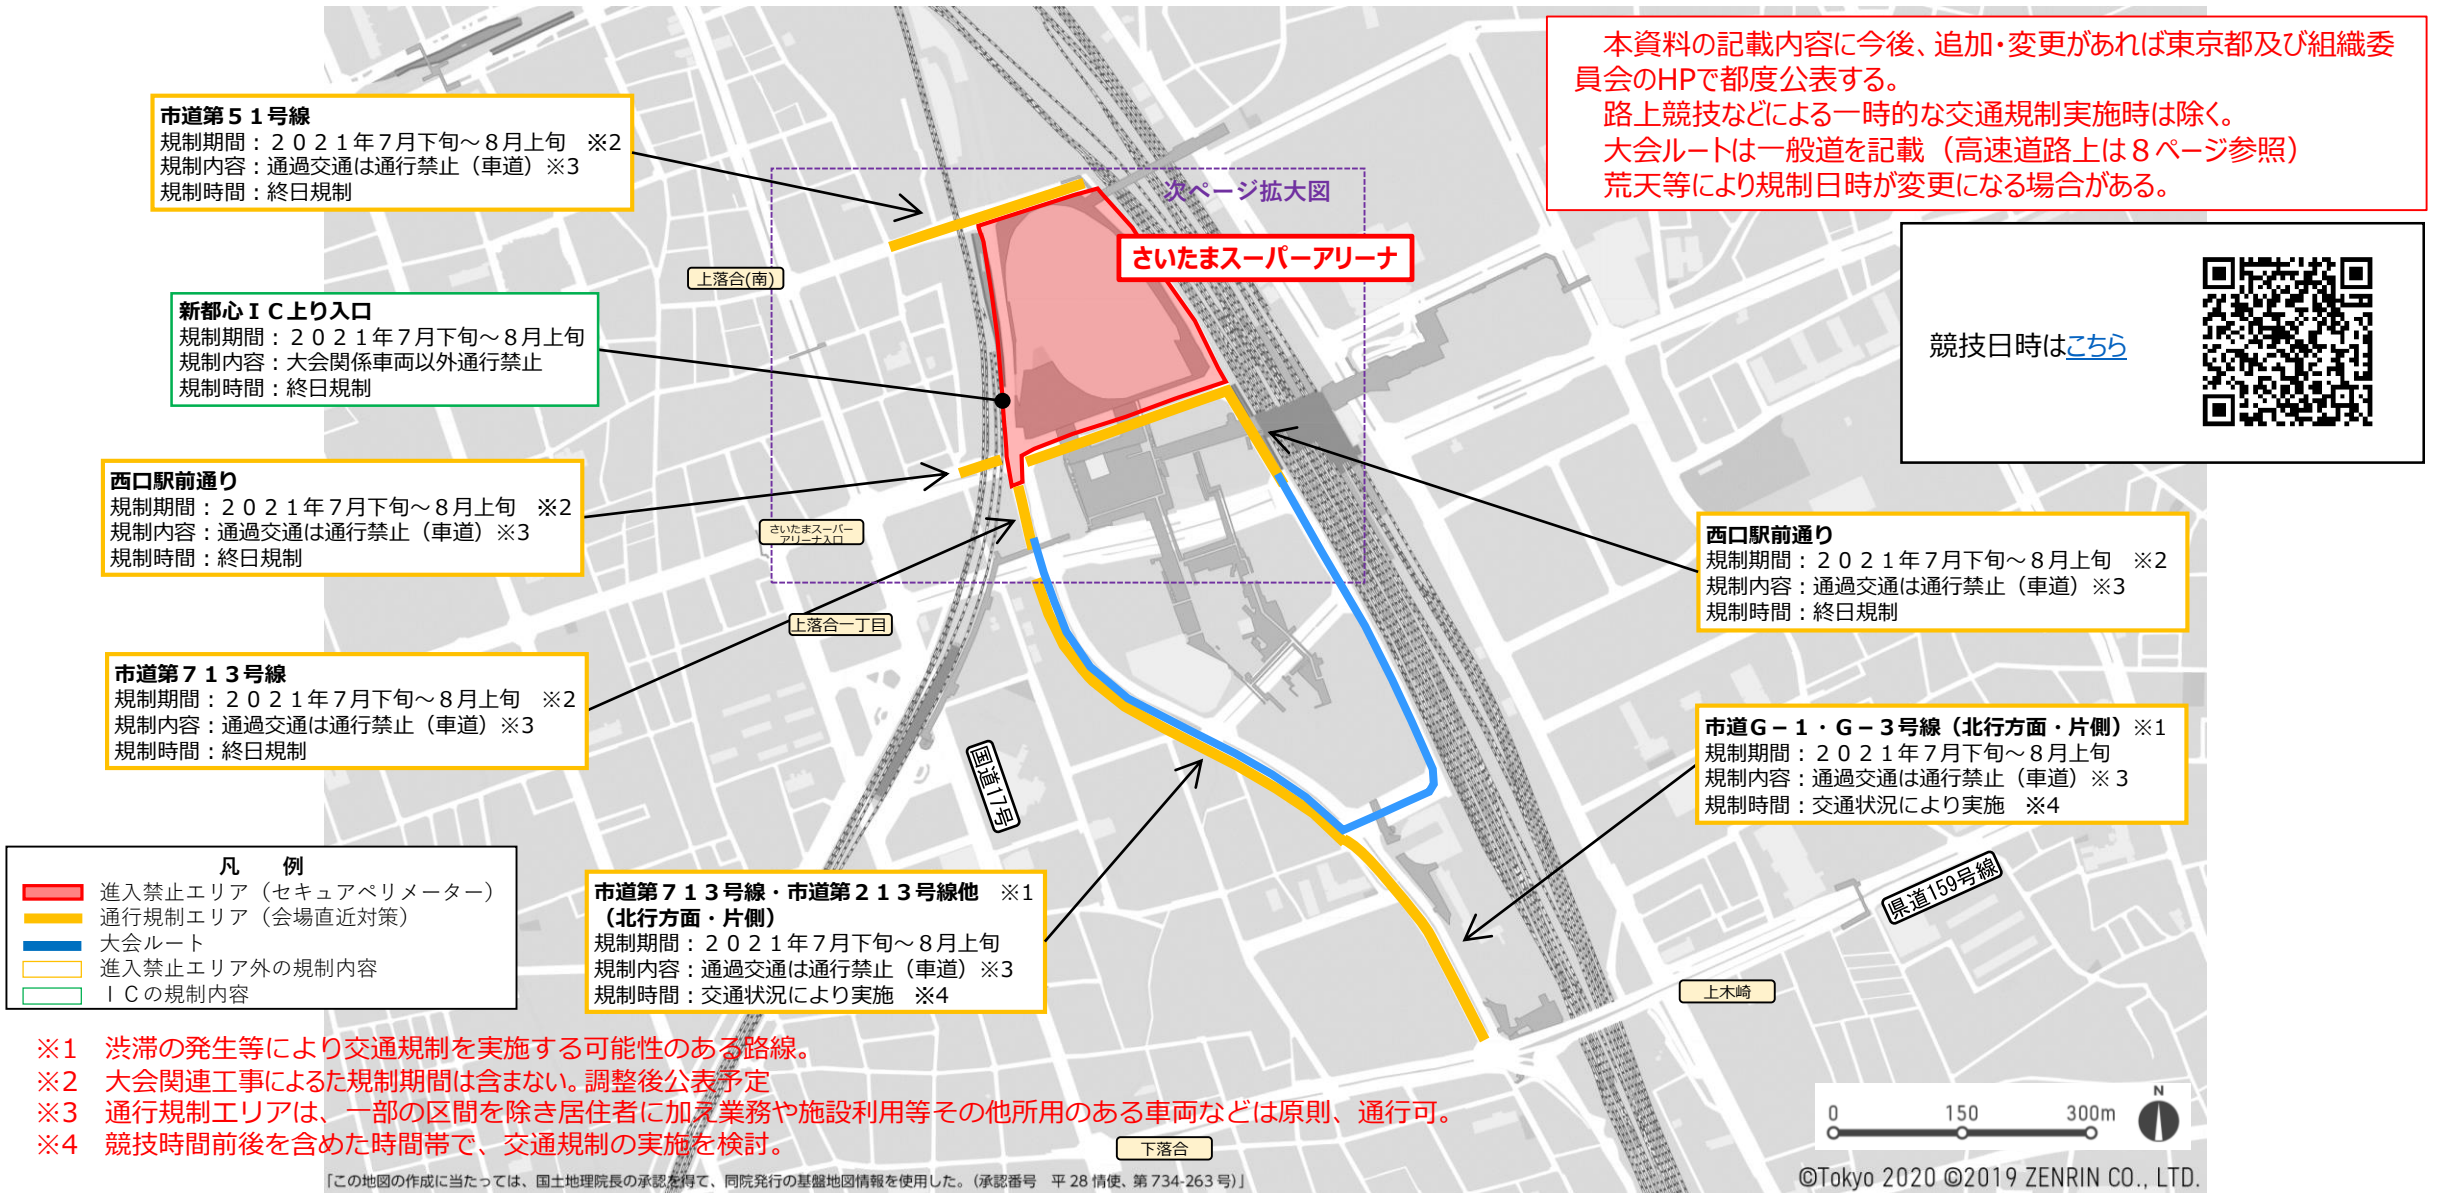 本資料の記載内容に今後、追加・変更があれば東京都及び組織委
員会のHPで都度公表する。
路上競技などによる一時的な交通規制実施時は除く。
大会ルートは一般道を記載（高速道路上は８ページ参照）
荒天等により規制日時が変更になる場合がある。
市道第５１号線
規制期間：２０２１年７月下旬～８月上旬　※2
規制内容：通過交通は通行禁止（車道）※3
規制時間：終日規制
次ページ拡大図
さいたまスーパーアリーナ
上落合(南)
競技日時はこちら
新都心ＩＣ上り入口
規制期間：２０２１年７月下旬～８月上旬
規制内容：大会関係車両以外通行禁止
規制時間：終日規制
西口駅前通り
規制期間：２０２１年７月下旬～８月上旬　※2
規制内容：通過交通は通行禁止（車道）※3
規制時間：終日規制
さいたまスーパー
アリーナ入口
西口駅前通り
規制期間：２０２１年７月下旬～８月上旬　※2
規制内容：通過交通は通行禁止（車道）※3
規制時間：終日規制
上落合一丁目
市道第７１３号線
規制期間：２０２１年７月下旬～８月上旬　※2
規制内容：通過交通は通行禁止（車道）※3
規制時間：終日規制
国道17号
市道Ｇ－１・Ｇ－３号線（北行方面・片側）※1
規制期間：２０２１年７月下旬～８月上旬
規制内容：通過交通は通行禁止（車道）※３
規制時間：交通状況により実施　※4
県道159号線
凡　例
進入禁止エリア（セキュアペリメーター）
通行規制エリア（会場直近対策）
大会ルート
進入禁止エリア外の規制内容
ＩＣの規制内容
市道第７１３号線・市道第２１３号線他　※1
（北行方面・片側）
規制期間：２０２１年７月下旬～８月上旬
規制内容：通過交通は通行禁止（車道）※3
規制時間：交通状況により実施　※4
上木崎
※1　渋滞の発生等により交通規制を実施する可能性のある路線。
※2　大会関連工事によるた規制期間は含まない。調整後公表予定
※3　通行規制エリアは、一部の区間を除き居住者に加え業務や施設利用等その他所用のある車両などは原則、通行可。
※4　競技時間前後を含めた時間帯で、交通規制の実施を検討。
下落合
0 150 300m
N
「この地図の作成に当たっては、国土地理院長の承認を得て、同院発行の基盤地図情報を使用した。（承認番号　平 28 情使、第 734-263 号）」
©Tokyo 2020 ©2019 ZENRIN CO., LTD.